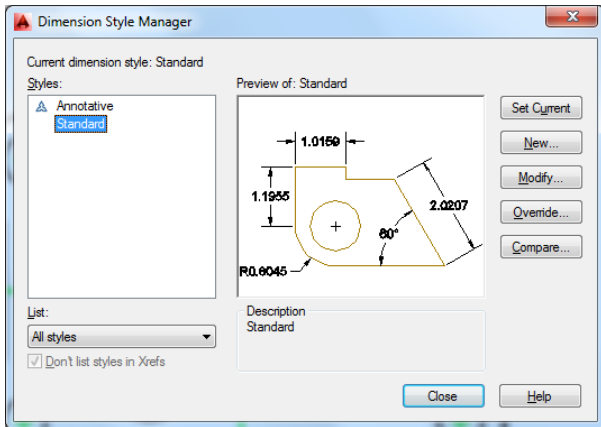 Dimension Style Manager
Current dimension style: Standard
Styles:
Annotative
Standard
Preview of: Standard
1.0159
1.1955
2.0207
60°
R0.8045
Set Current
New...
Modify...
Override...
Compare...
List:
All styles
Don't list styles in Xrefs
Description
Standard
Close
Help